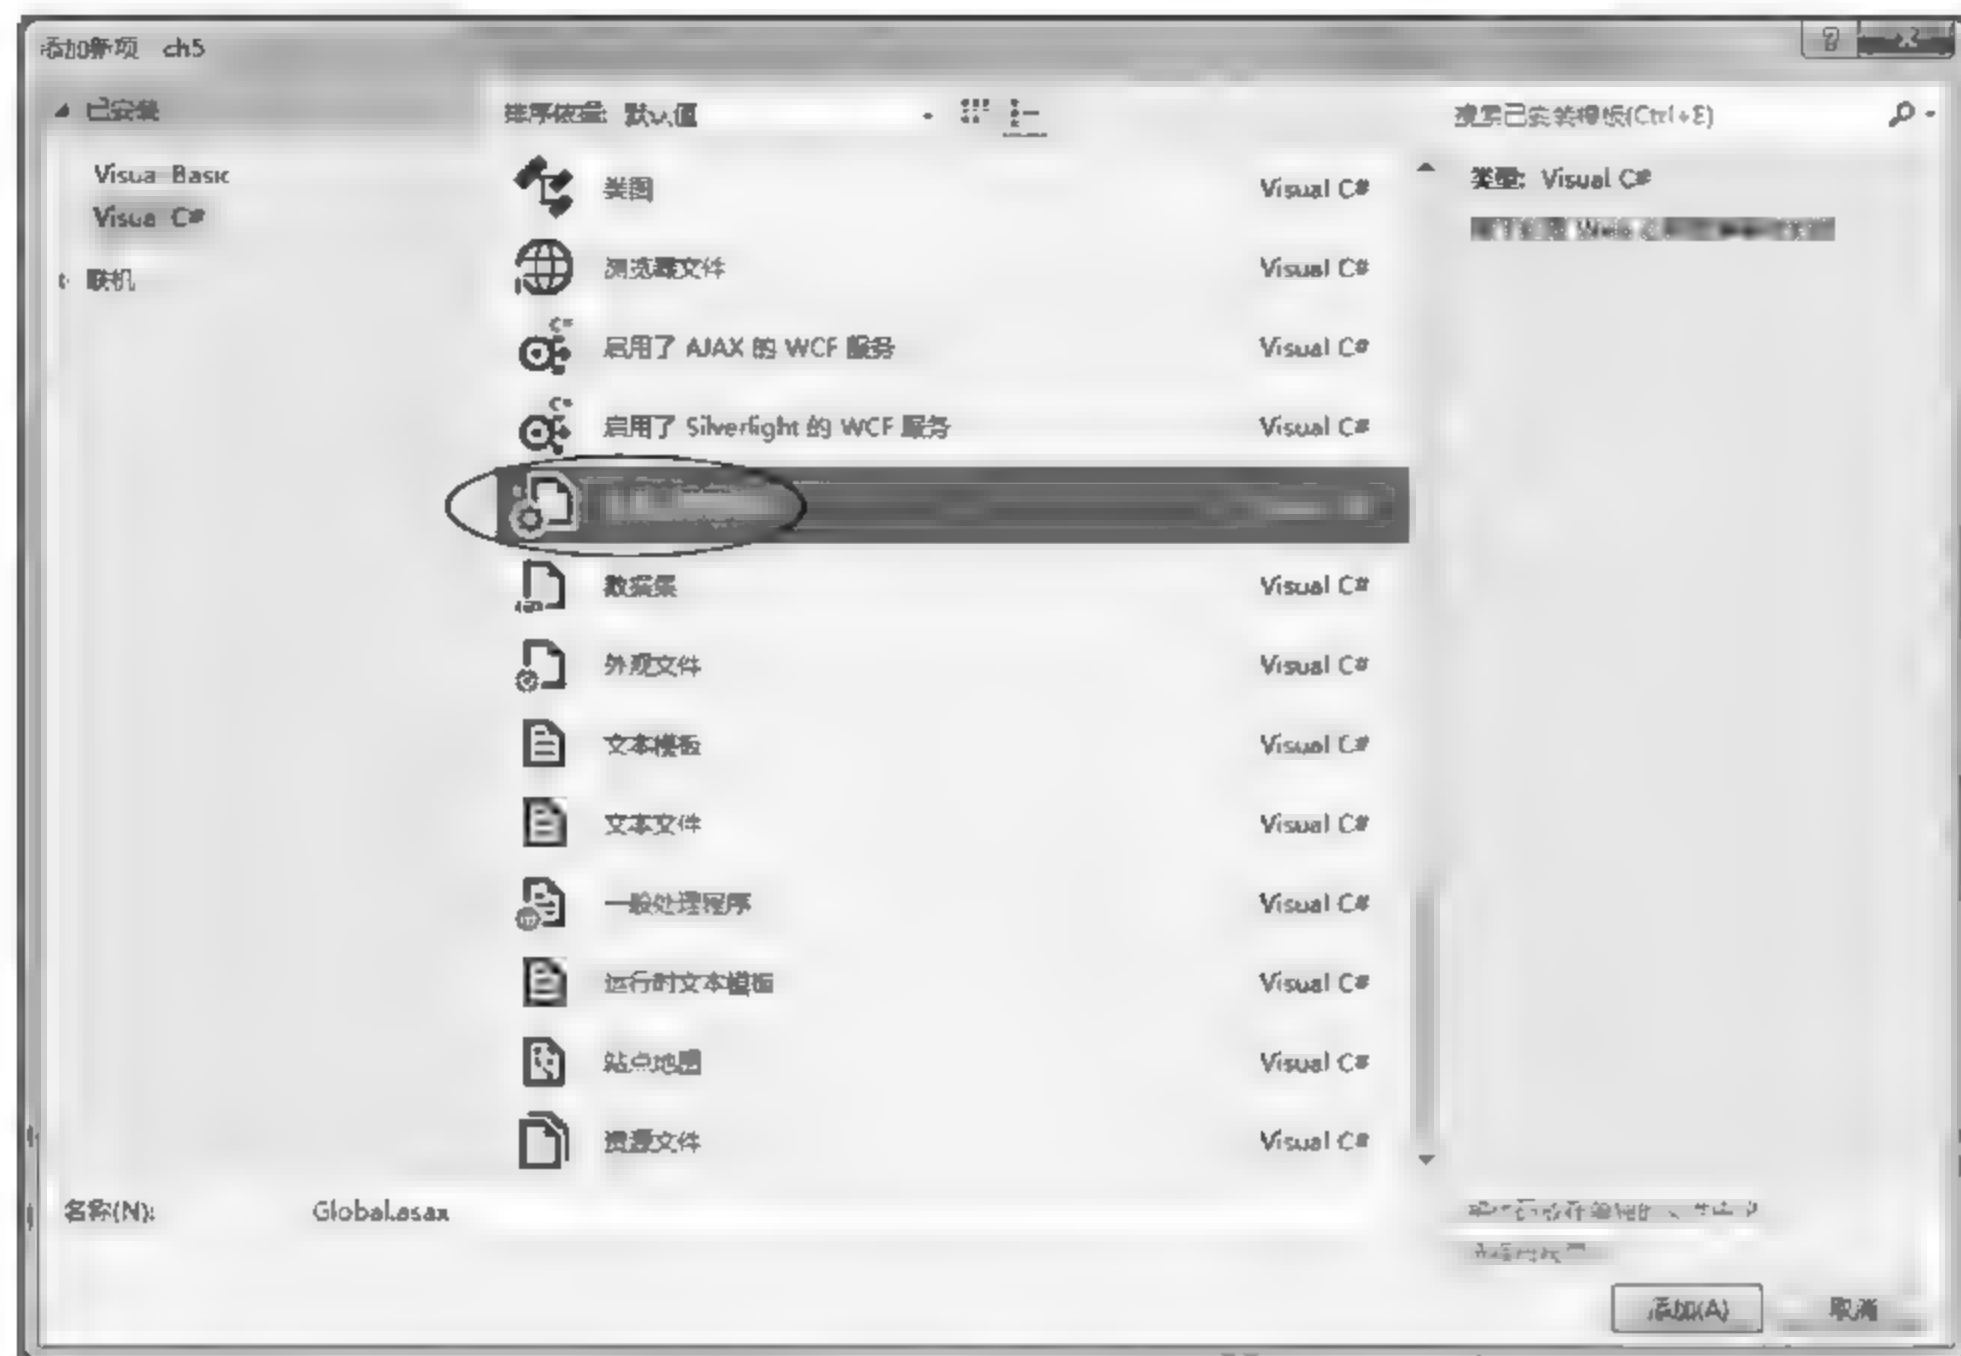 添加新项 ch5
已安装
Visua Basic
Visua C#
联机
排序依据: 默认值
类图 Visual C#
浏览器文件 Visual C#
启用了 AJAX 的 WCF 服务 Visual C#
启用了 Silverlight 的 WCF 服务 Visual C#
数据集 Visual C#
外观文件 Visual C#
文本模板 Visual C#
文本文件 Visual C#
一般处理程序 Visual C#
运行时文本模板 Visual C#
站点地图 Visual C#
资源文件 Visual C#
搜索已安装模板(Ctrl+E)
类型: Visual C#
名称(N): Global.asax
添加(A)
取消